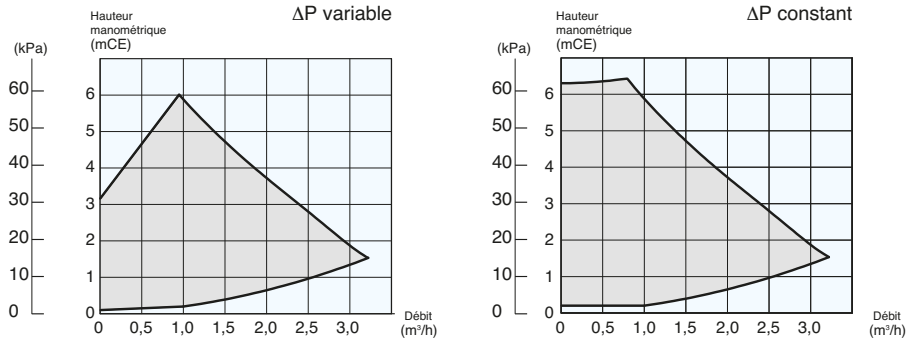 Hauteur
manométrique
(mCE)
ΔP variable
(kPa)
60
50
40
30
20
10
0
6
5
4
3
2
1
0
0 0,5 1,0 1,5 2,0 2,5 3,0
Débit
(m³/h)
Hauteur
manométrique
(mCE)
ΔP constant
(kPa)
60
50
40
30
20
10
0
6
5
4
3
2
1
0
0 0,5 1,0 1,5 2,0 2,5 3,0
Débit
(m³/h)